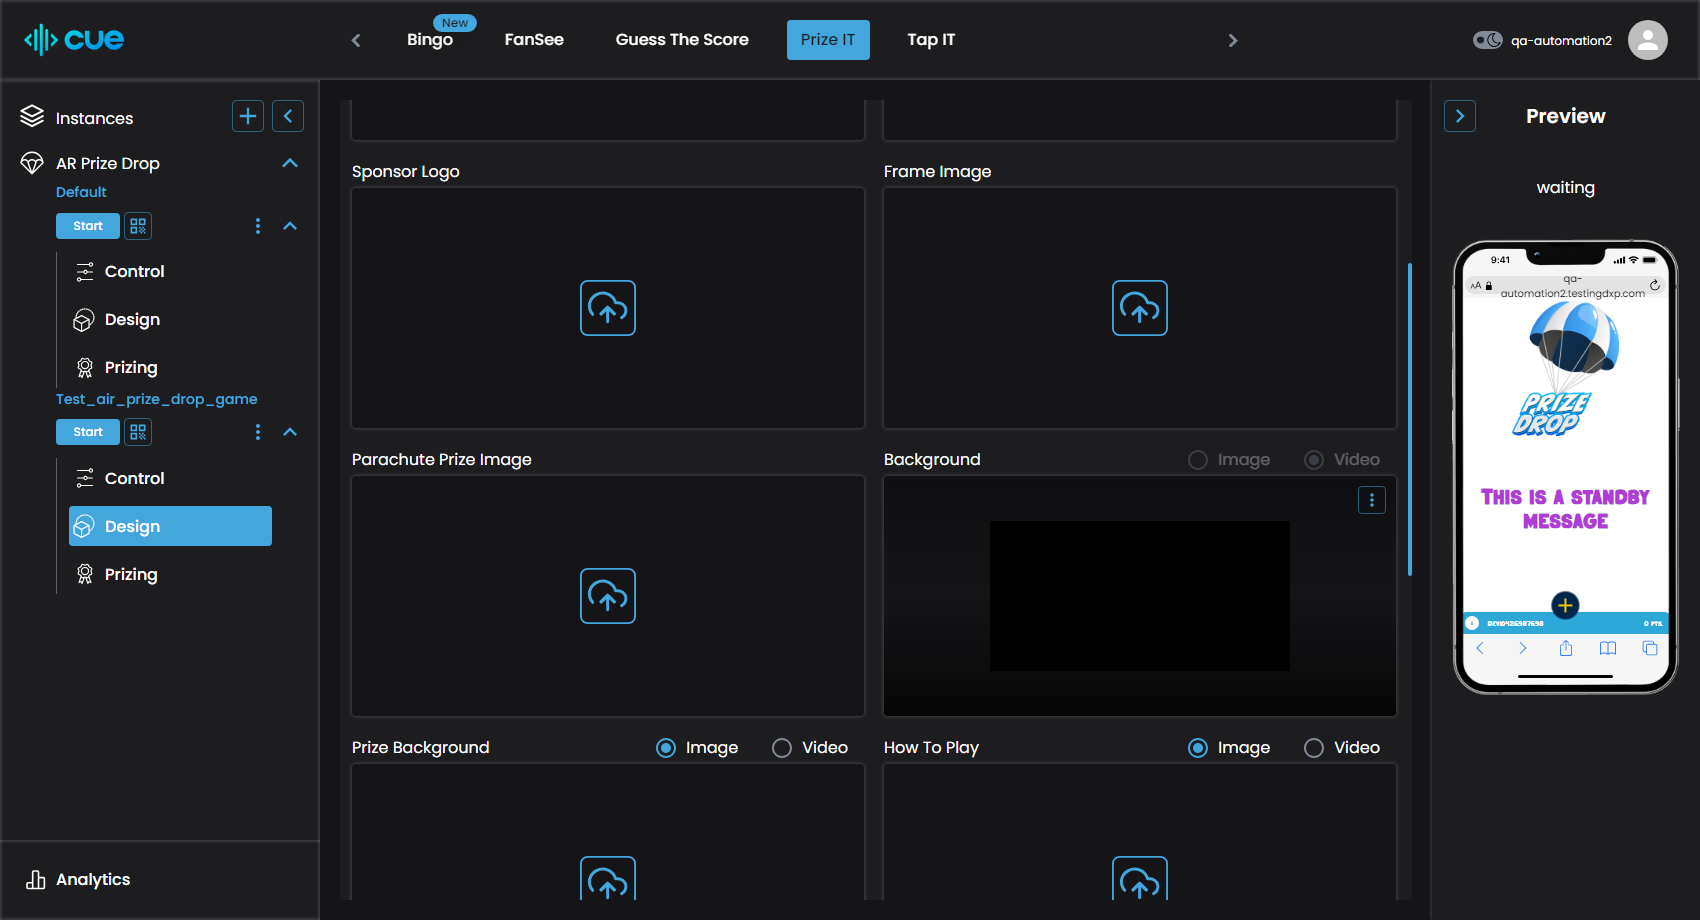 cue
New
Bingo
FanSee
Guess The Score
Prize IT
Tap IT
qa-automation2
Instances
AR Prize Drop
Default
Start
Control
Design
Prizing
Test_air_prize_drop_game
Start
Control
Design
Prizing
Analytics
Sponsor Logo
Frame Image
Parachute Prize Image
Background
Image
Video
Prize Background
Image
Video
How To Play
Image
Video
Preview
waiting
9:41
AA
qa-
automation2.testingdxp.com
PRIZE
DROP
THIS IS A STANDBY
MESSAGE
DEVID426987698
0 PTS.